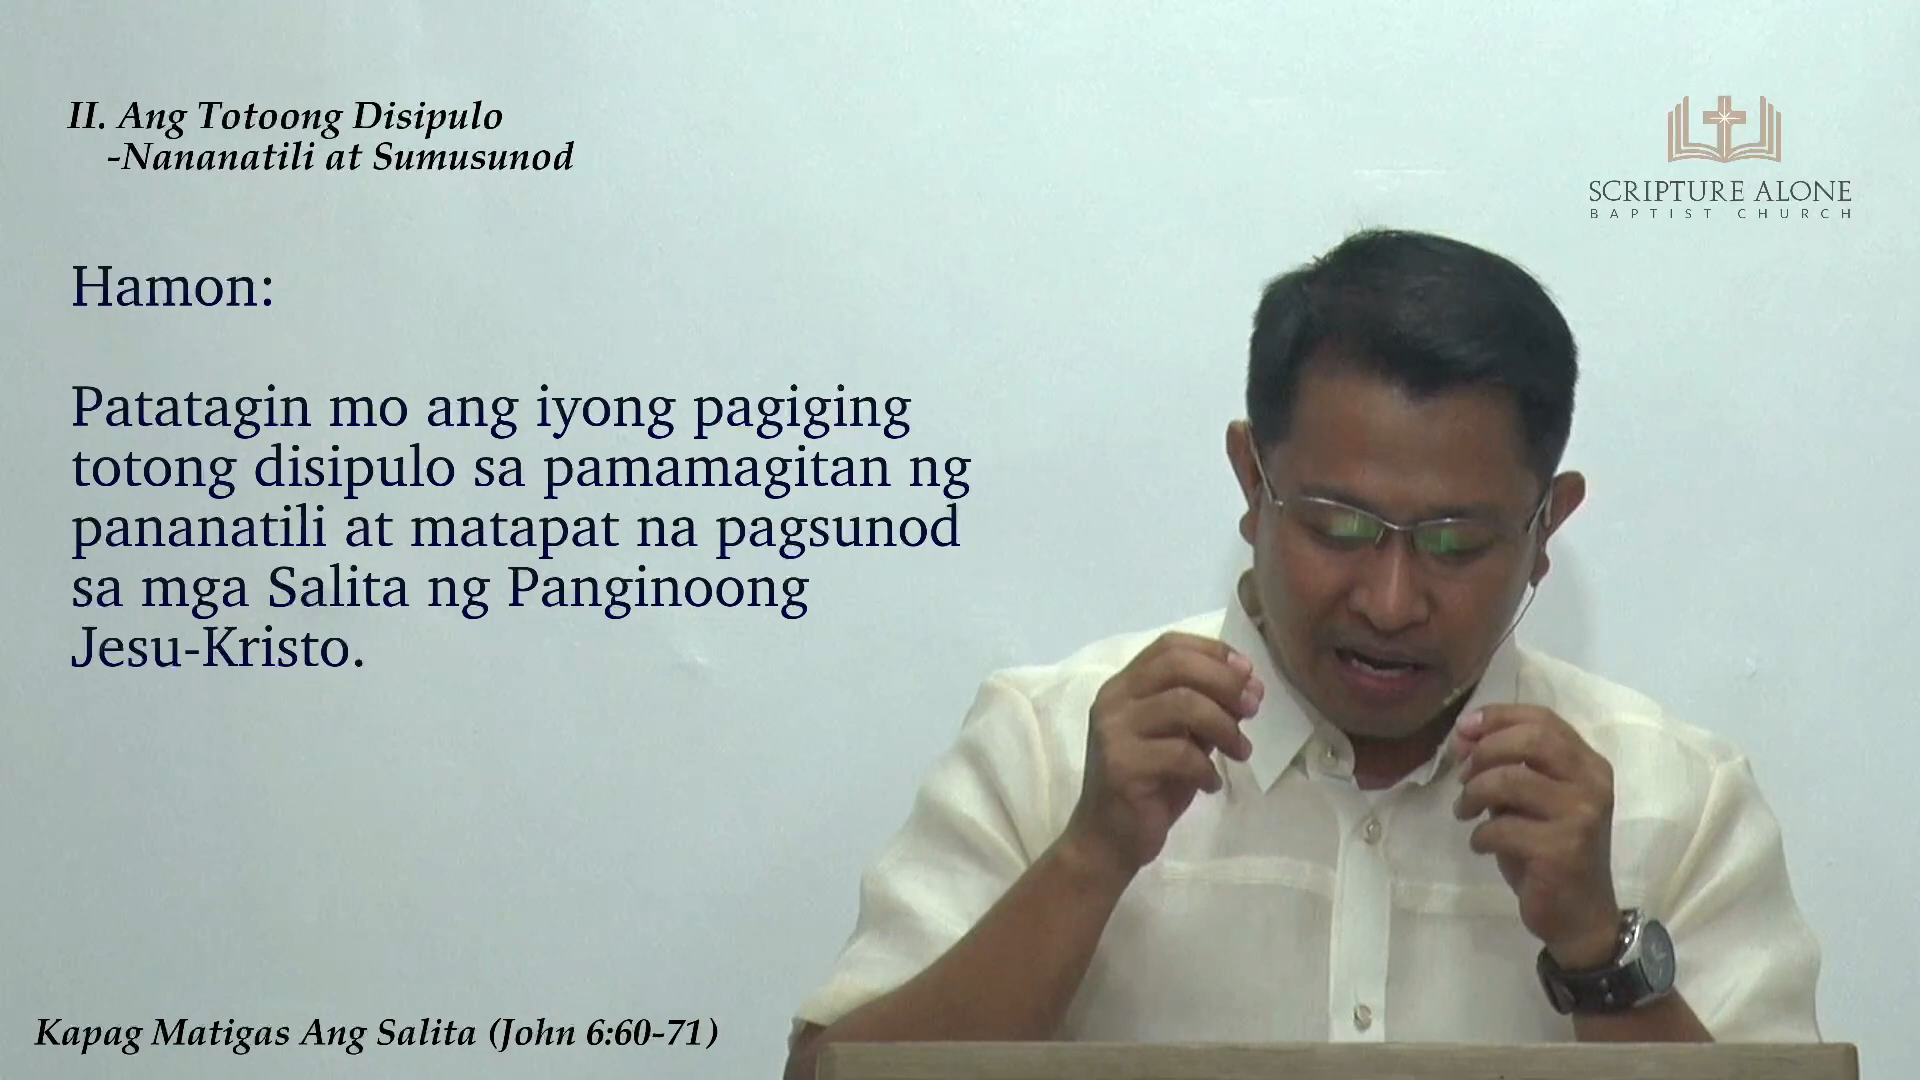 II. Ang Totoong Disipulo
-Nananatili at Sumusunod
SCRIPTURE ALONE
BAPTIST CHURCH
Hamon:
Patatagin mo ang iyong pagiging
totong disipulo sa pamamagitan ng
pananatili at matapat na pagsunod
sa mga Salita ng Panginoong
Jesu-Kristo.
Kapag Matigas Ang Salita (John 6:60-71)